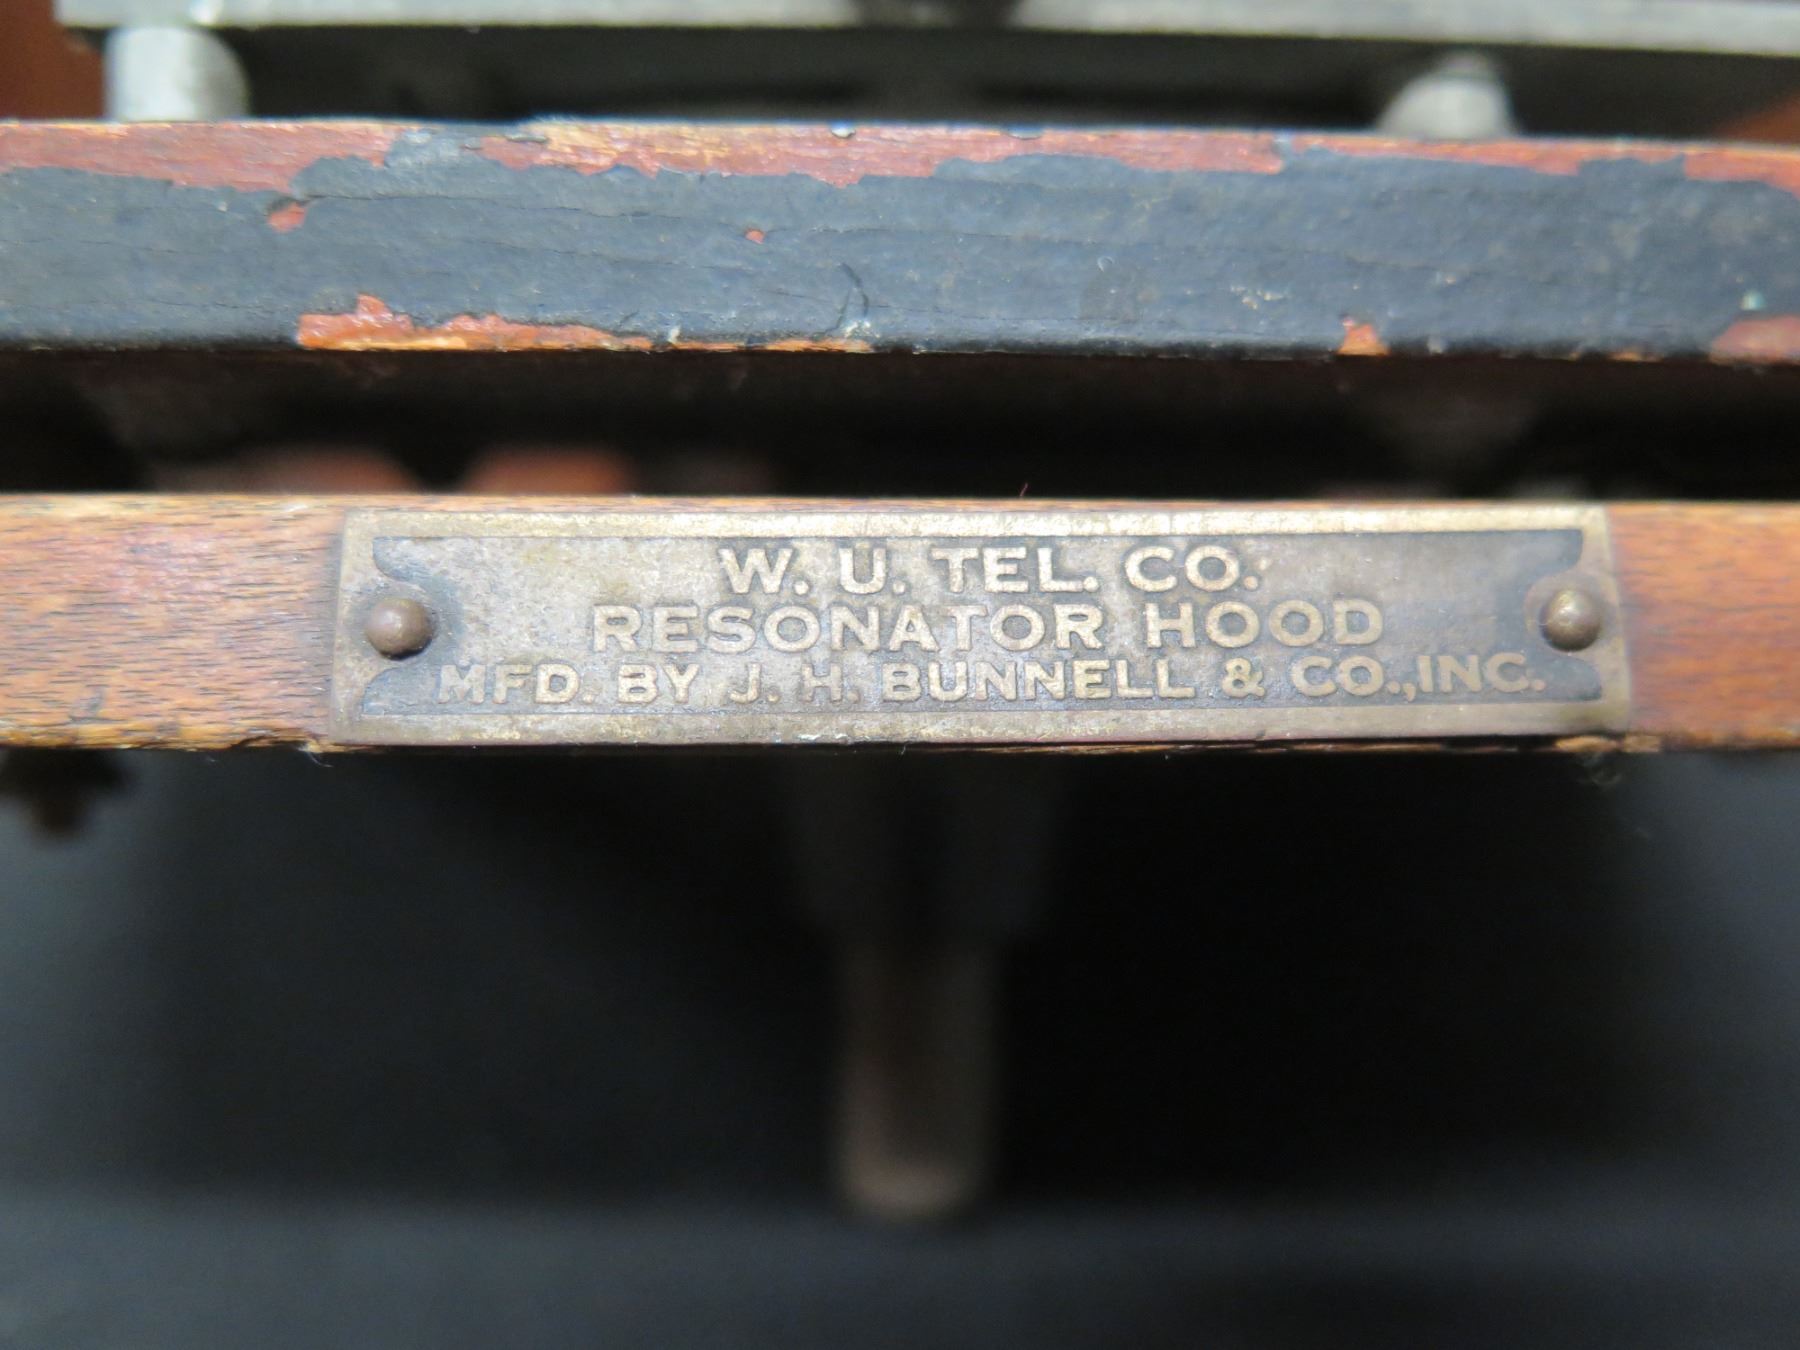 W. U. TEL. CO.
RESONATOR HOOD
MFD. BY J. H. BUNNELL & CO., INC.